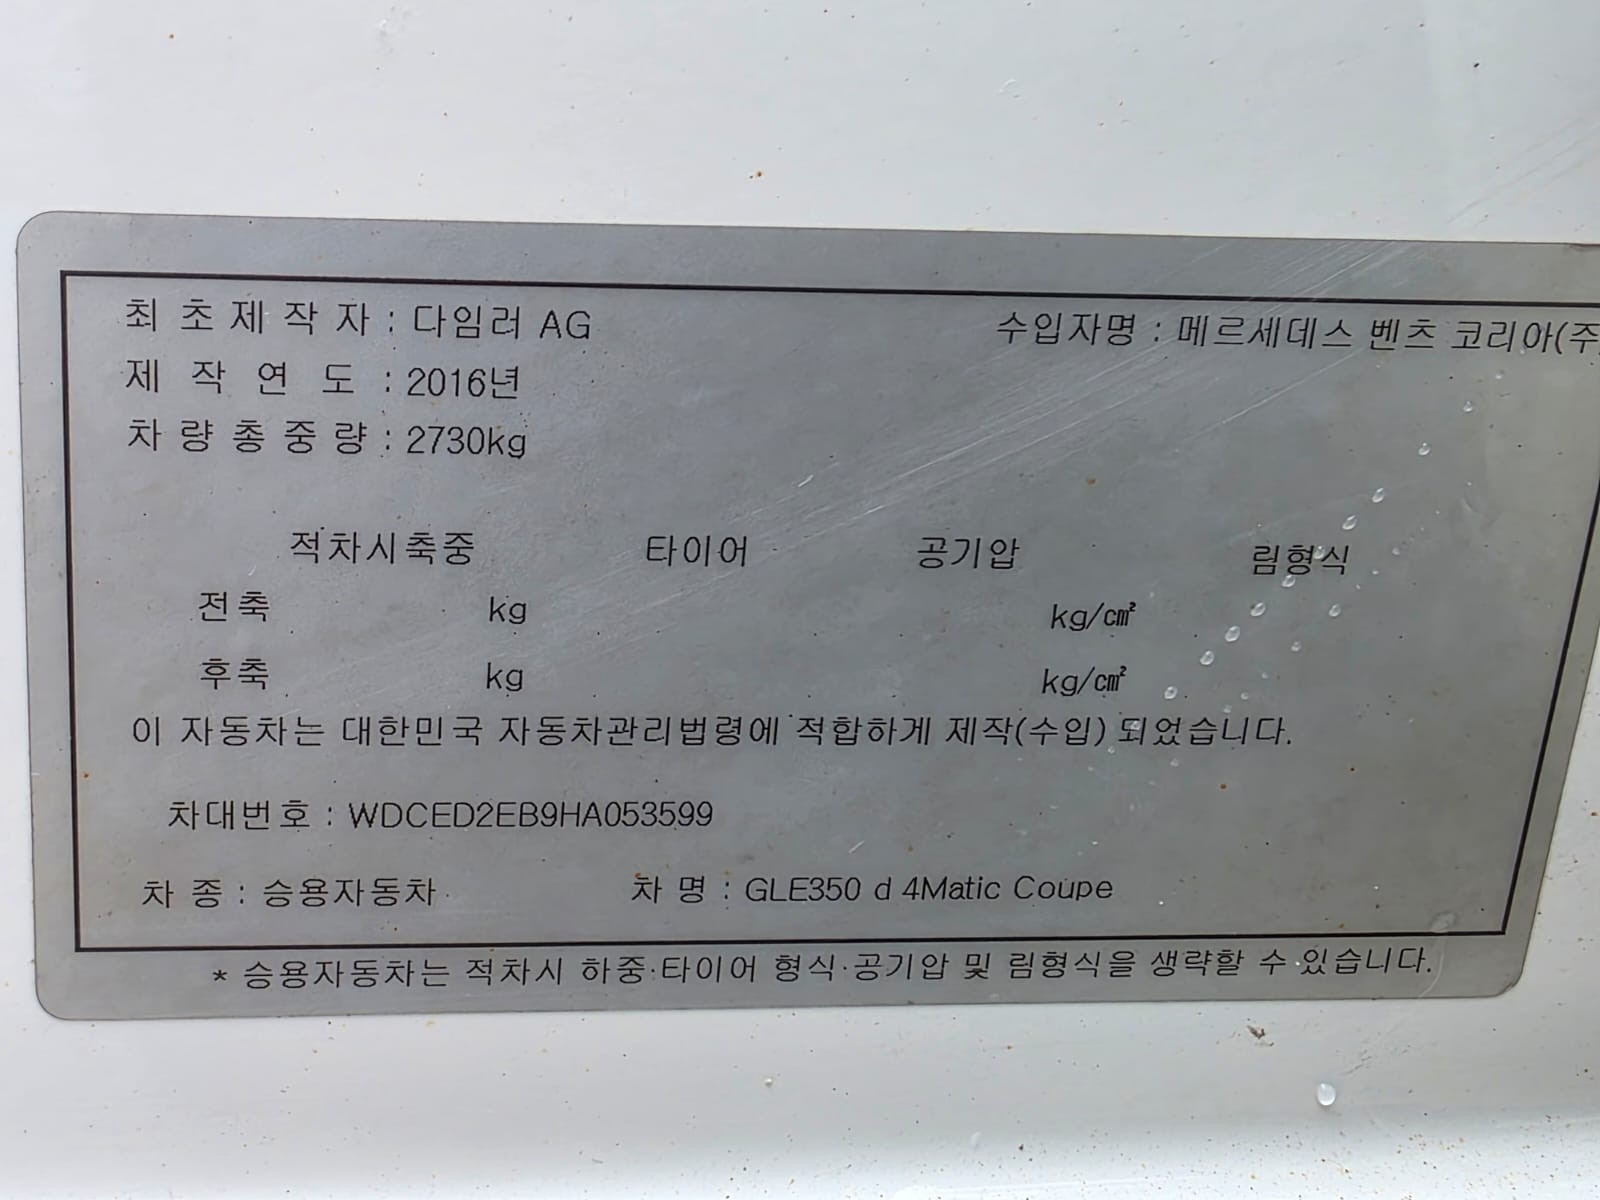 최초제작자 : 다임러 AG 수입자명 : 메르세데스 벤츠 코리아(주
제작연도 : 2016년
차량총중량 : 2730kg
적차시축중 타이어 공기압 림형식
전축 kg kg/㎠
후축 kg kg/㎠
이 자동차는 대한민국 자동차관리법령에 적합하게 제작(수입) 되었습니다.
차대번호 : WDCED2EB9HA053599
차 종 : 승용자동차 차 명 : GLE350 d 4Matic Coupe
* 승용자동차는 적차시 하중·타이어 형식·공기압 및 림형식을 생략할 수 있습니다.